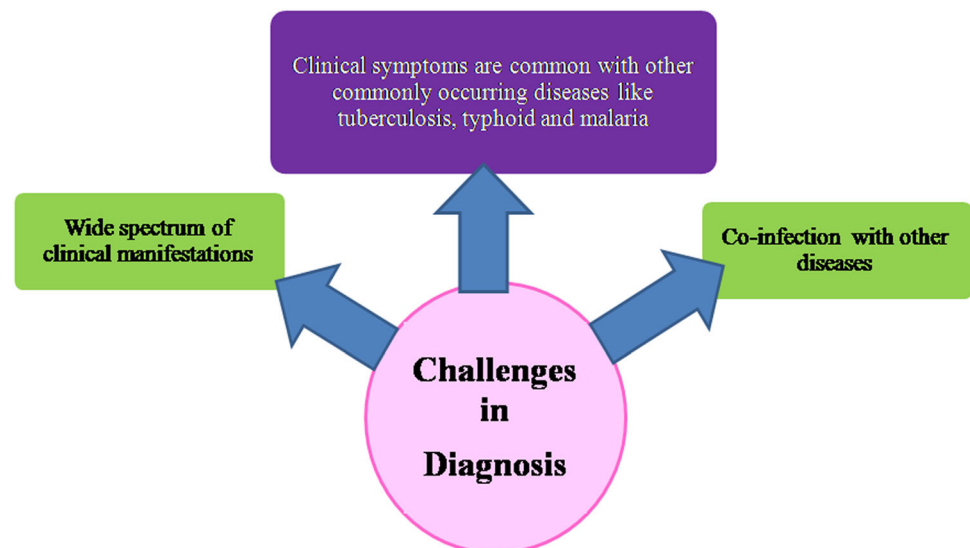 Clinical symptoms are common with other
commonly occurring diseases like
tuberculosis, typhoid and malaria
Wide spectrum of
clinical manifestations
Co-infection with other
diseases
Challenges
in
Diagnosis